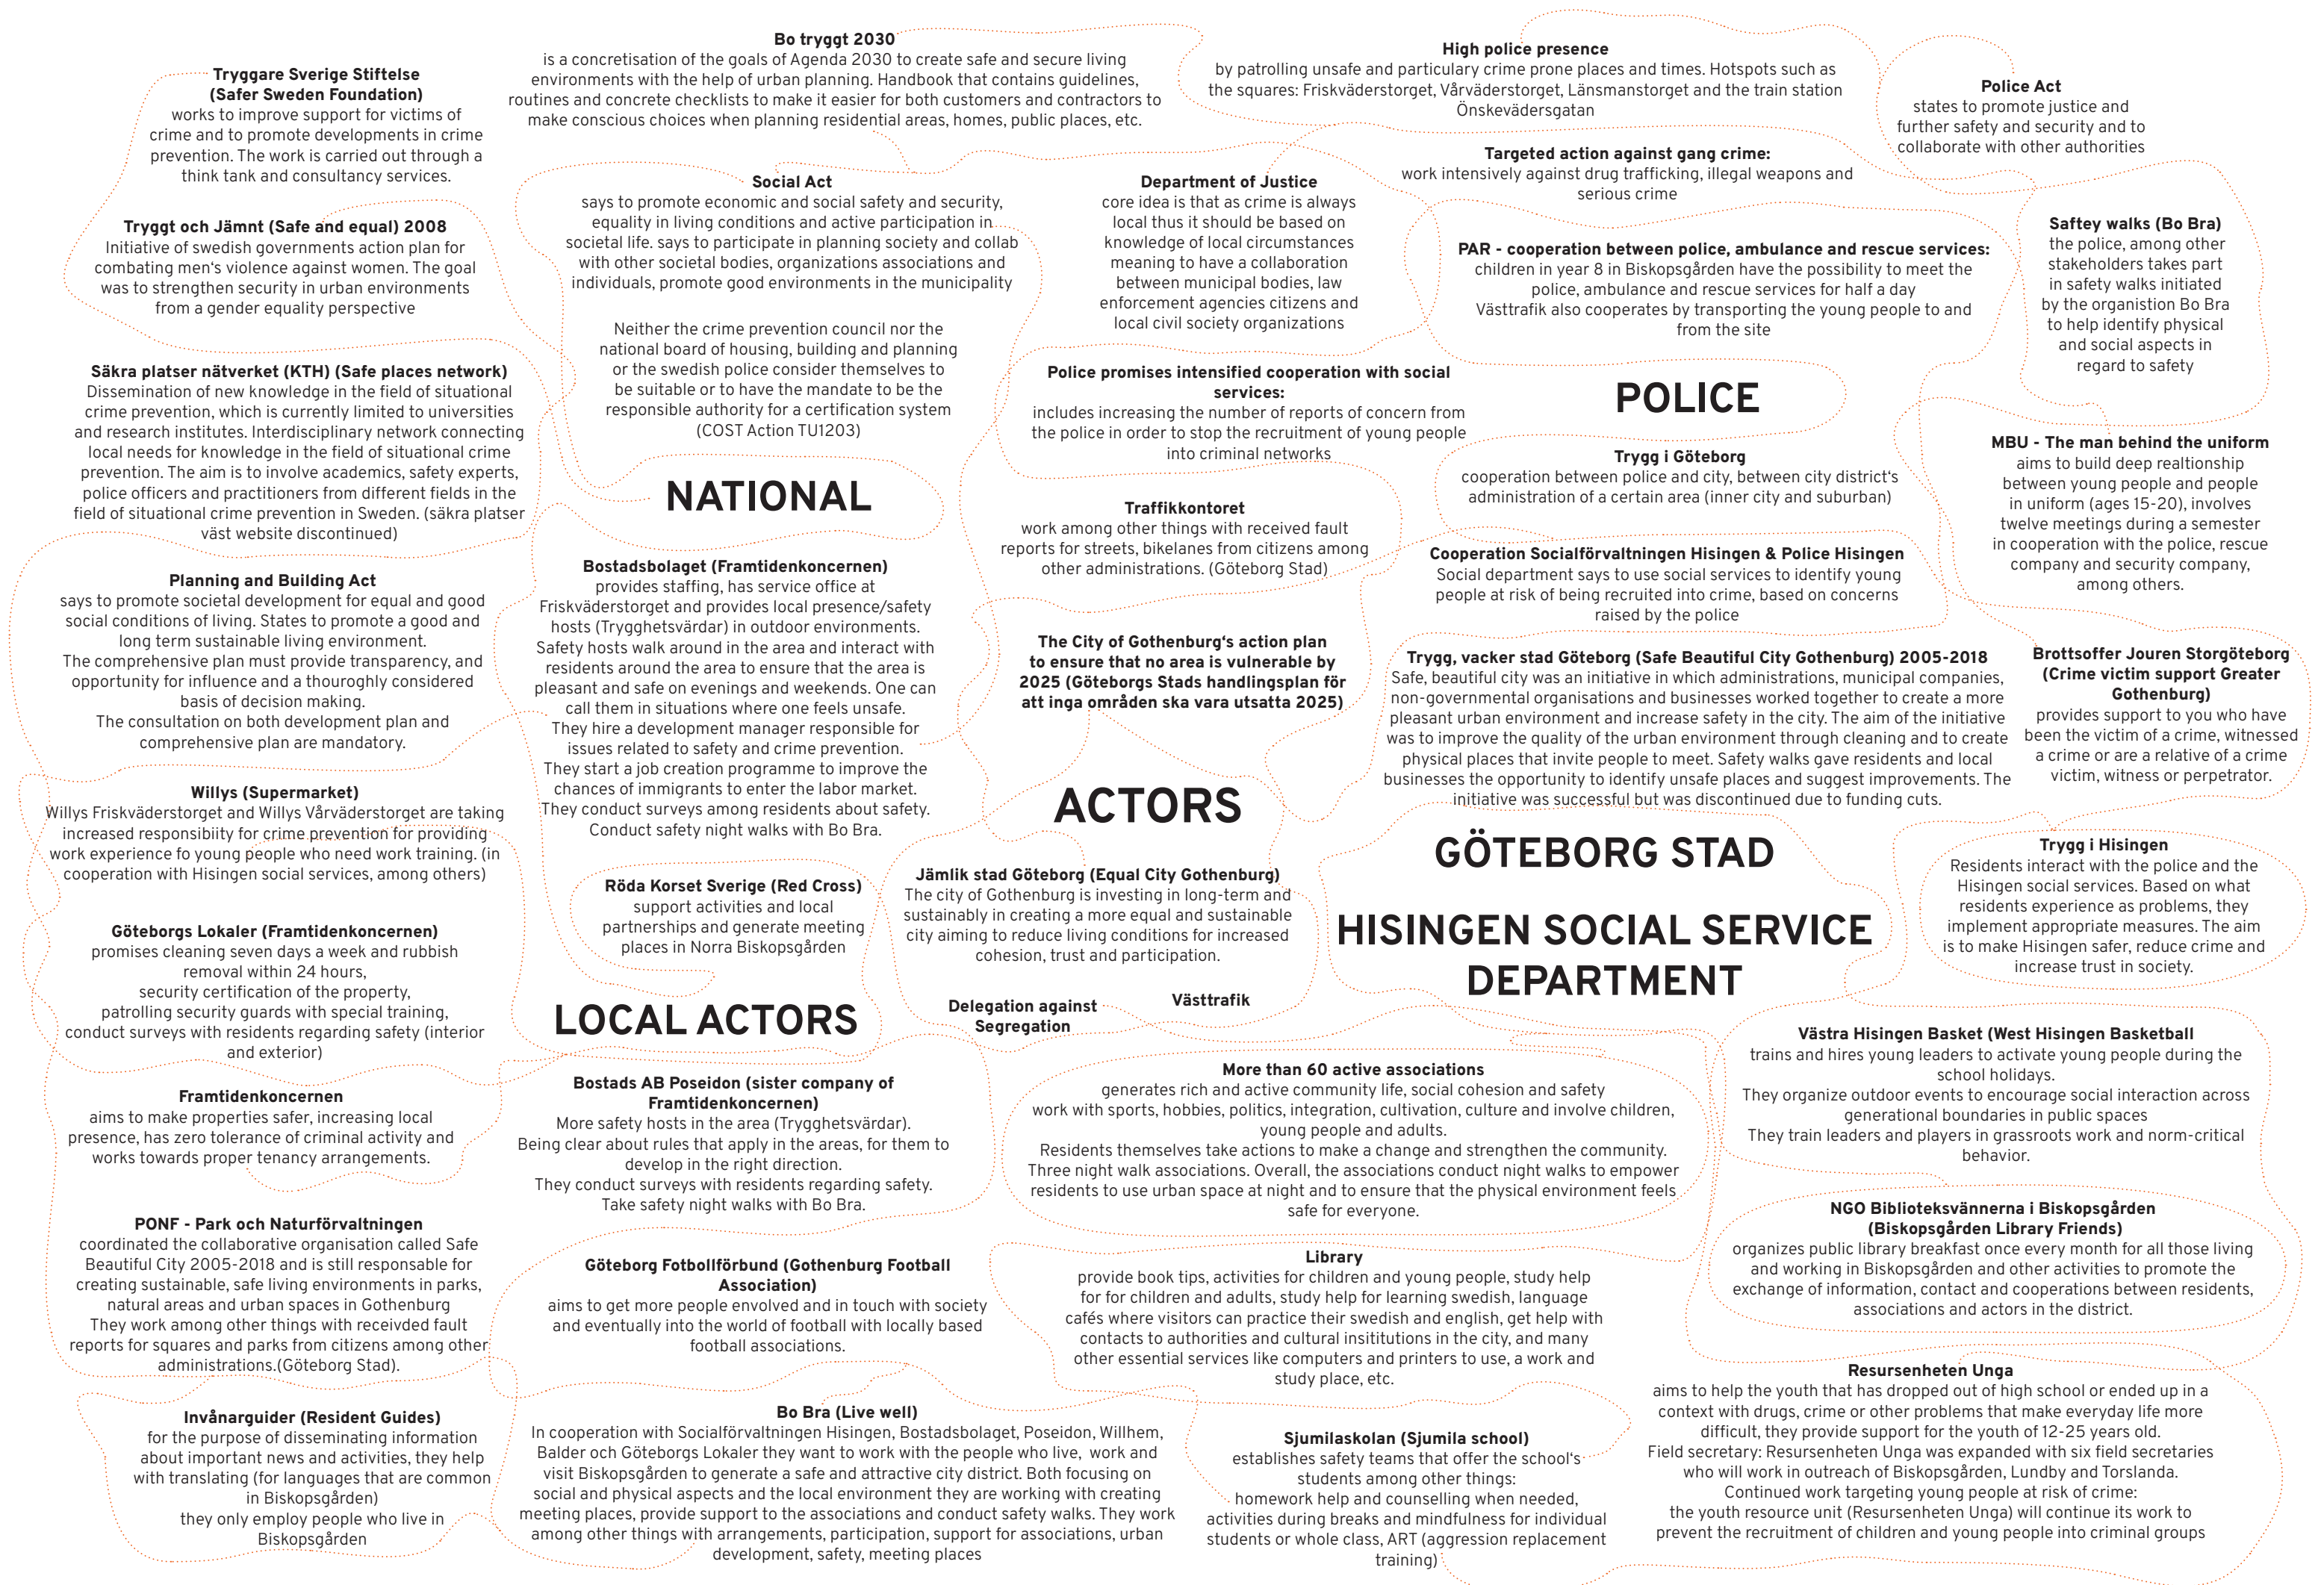 Bo tryggt 2030
is a concretisation of the goals of Agenda 2030 to create safe and secure living
environments with the help of urban planning. Handbook that contains guidelines,
routines and concrete checklists to make it easier for both customers and contractors to
make conscious choices when planning residential areas, homes, public places, etc.
High police presence
by patrolling unsafe and particulary crime prone places and times. Hotspots such as
the squares: Friskväderstorget, Vårväderstorget, Länsmanstorget and the train station
Önskevädersgatan
Police Act
states to promote justice and
further safety and security and to
collaborate with other authorities
Tryggare Sverige Stiftelse
(Safer Sweden Foundation)
works to improve support for victims of
crime and to promote developments in crime
prevention. The work is carried out through a
think tank and consultancy services.
Social Act
says to promote economic and social safety and security,
equality in living conditions and active participation in
societal life. says to participate in planning society and collab
with other societal bodies, organizations associations and
individuals, promote good environments in the municipality
Neither the crime prevention council nor the
national board of housing, building and planning
or the swedish police consider themselves to
be suitable or to have the mandate to be the
responsible authority for a certification system
(COST Action TU1203)
Department of Justice
core idea is that as crime is always
local thus it should be based on
knowledge of local circumstances
meaning to have a collaboration
between municipal bodies, law
enforcement agencies citizens and
local civil society organizations
Targeted action against gang crime:
work intensively against drug trafficking, illegal weapons and
serious crime
PAR - cooperation between police, ambulance and rescue services:
children in year 8 in Biskopsgården have the possibility to meet the
police, ambulance and rescue services for half a day
Västtrafik also cooperates by transporting the young people to and
from the site
Saftey walks (Bo Bra)
the police, among other
stakeholders takes part
in safety walks initiated
by the organistion Bo Bra
to help identify physical
and social aspects in
regard to safety
Tryggt och Jämnt (Safe and equal) 2008
Initiative of swedish governments action plan for
combating men‘s violence against women. The goal
was to strengthen security in urban environments
from a gender equality perspective
Säkra platser nätverket (KTH) (Safe places network)
Dissemination of new knowledge in the field of situational
crime prevention, which is currently limited to universities
and research institutes. Interdisciplinary network connecting
local needs for knowledge in the field of situational crime
prevention. The aim is to involve academics, safety experts,
police officers and practitioners from different fields in the
field of situational crime prevention in Sweden. (säkra platser
väst website discontinued)
Police promises intensified cooperation with social
services:
includes increasing the number of reports of concern from
the police in order to stop the recruitment of young people
into criminal networks
POLICE
Trygg i Göteborg
cooperation between police and city, between city district‘s
administration of a certain area (inner city and suburban)
MBU - The man behind the uniform
aims to build deep realtionship
between young people and people
in uniform (ages 15-20), involves
twelve meetings during a semester
in cooperation with the police, rescue
company and security company,
among others.
NATIONAL
Traffikkontoret
work among other things with received fault
reports for streets, bikelanes from citizens among
other administrations. (Göteborg Stad)
Cooperation Socialförvaltningen Hisingen & Police Hisingen
Social department says to use social services to identify young
people at risk of being recruited into crime, based on concerns
raised by the police
Planning and Building Act
says to promote societal development for equal and good
social conditions of living. States to promote a good and
long term sustainable living environment.
The comprehensive plan must provide transparency, and
opportunity for influence and a thouroghly considered
basis of decision making.
The consultation on both development plan and
comprehensive plan are mandatory.
Bostadsbolaget (Framtidenkoncernen)
provides staffing, has service office at
Friskväderstorget and provides local presence/safety
hosts (Trygghetsvärdar) in outdoor environments.
Safety hosts walk around in the area and interact with
residents around the area to ensure that the area is
pleasant and safe on evenings and weekends. One can
call them in situations where one feels unsafe.
They hire a development manager responsible for
issues related to safety and crime prevention.
They start a job creation programme to improve the
chances of immigrants to enter the labor market.
They conduct surveys among residents about safety.
Conduct safety night walks with Bo Bra.
The City of Gothenburg‘s action plan
to ensure that no area is vulnerable by
2025 (Göteborgs Stads handlingsplan för
att inga områden ska vara utsatta 2025)
Trygg, vacker stad Göteborg (Safe Beautiful City Gothenburg) 2005-2018
Safe, beautiful city was an initiative in which administrations, municipal companies,
non-governmental organisations and businesses worked together to create a more
pleasant urban environment and increase safety in the city. The aim of the initiative
was to improve the quality of the urban environment through cleaning and to create
physical places that invite people to meet. Safety walks gave residents and local
businesses the opportunity to identify unsafe places and suggest improvements. The
initiative was successful but was discontinued due to funding cuts.
Brottsoffer Jouren Storgöteborg
(Crime victim support Greater
Gothenburg)
provides support to you who have
been the victim of a crime, witnessed
a crime or are a relative of a crime
victim, witness or perpetrator.
Willys (Supermarket)
Willys Friskväderstorget and Willys Vårväderstorget are taking
increased responsibiity for crime prevention for providing
work experience fo young people who need work training. (in
cooperation with Hisingen social services, among others)
ACTORS
GÖTEBORG STAD
HISINGEN SOCIAL SERVICE
DEPARTMENT
Trygg i Hisingen
Residents interact with the police and the
Hisingen social services. Based on what
residents experience as problems, they
implement appropriate measures. The aim
is to make Hisingen safer, reduce crime and
increase trust in society.
Röda Korset Sverige (Red Cross)
support activities and local
partnerships and generate meeting
places in Norra Biskopsgården
Jämlik stad Göteborg (Equal City Gothenburg)
The city of Gothenburg is investing in long-term and
sustainably in creating a more equal and sustainable
city aiming to reduce living conditions for increased
cohesion, trust and participation.
Göteborgs Lokaler (Framtidenkoncernen)
promises cleaning seven days a week and rubbish
removal within 24 hours,
security certification of the property,
patrolling security guards with special training,
conduct surveys with residents regarding safety (interior
and exterior)
LOCAL ACTORS
Delegation against
Segregation
Västtrafik
Västra Hisingen Basket (West Hisingen Basketball
trains and hires young leaders to activate young people during the
school holidays.
They organize outdoor events to encourage social interaction across
generational boundaries in public spaces
They train leaders and players in grassroots work and norm-critical
behavior.
Framtidenkoncernen
aims to make properties safer, increasing local
presence, has zero tolerance of criminal activity and
works towards proper tenancy arrangements.
Bostads AB Poseidon (sister company of
Framtidenkoncernen)
More safety hosts in the area (Trygghetsvärdar).
Being clear about rules that apply in the areas, for them to
develop in the right direction.
They conduct surveys with residents regarding safety.
Take safety night walks with Bo Bra.
More than 60 active associations
generates rich and active community life, social cohesion and safety
work with sports, hobbies, politics, integration, cultivation, culture and involve children,
young people and adults.
Residents themselves take actions to make a change and strengthen the community.
Three night walk associations. Overall, the associations conduct night walks to empower
residents to use urban space at night and to ensure that the physical environment feels
safe for everyone.
NGO Biblioteksvännerna i Biskopsgården
(Biskopsgården Library Friends)
organizes public library breakfast once every month for all those living
and working in Biskopsgården and other activities to promote the
exchange of information, contact and cooperations between residents,
associations and actors in the district.
PONF - Park och Naturförvaltningen
coordinated the collaborative organisation called Safe
Beautiful City 2005-2018 and is still responsable for
creating sustainable, safe living environments in parks,
natural areas and urban spaces in Gothenburg
They work among other things with receivded fault
reports for squares and parks from citizens among other
administrations.(Göteborg Stad).
Göteborg Fotbollförbund (Gothenburg Football
Association)
aims to get more people envolved and in touch with society
and eventually into the world of football with locally based
football associations.
Library
provide book tips, activities for children and young people, study help
for for children and adults, study help for learning swedish, language
cafés where visitors can practice their swedish and english, get help with
contacts to authorities and cultural insititutions in the city, and many
other essential services like computers and printers to use, a work and
study place, etc.
Resursenheten Unga
aims to help the youth that has dropped out of high school or ended up in a
context with drugs, crime or other problems that make everyday life more
difficult, they provide support for the youth of 12-25 years old.
Field secretary: Resursenheten Unga was expanded with six field secretaries
who will work in outreach of Biskopsgården, Lundby and Torslanda.
Continued work targeting young people at risk of crime:
the youth resource unit (Resursenheten Unga) will continue its work to
prevent the recruitment of children and young people into criminal groups
Invånarguider (Resident Guides)
for the purpose of disseminating information
about important news and activities, they help
with translating (for languages that are common
in Biskopsgården)
they only employ people who live in
Biskopsgården
Bo Bra (Live well)
In cooperation with Socialförvaltningen Hisingen, Bostadsbolaget, Poseidon, Willhem,
Balder och Göteborgs Lokaler they want to work with the people who live, work and
visit Biskopsgården to generate a safe and attractive city district. Both focusing on
social and physical aspects and the local environment they are working with creating
meeting places, provide support to the associations and conduct safety walks. They work
among other things with arrangements, participation, support for associations, urban
development, safety, meeting places
Sjumilaskolan (Sjumila school)
establishes safety teams that offer the school‘s
students among other things:
homework help and counselling when needed,
activities during breaks and mindfulness for individual
students or whole class, ART (aggression replacement
training)